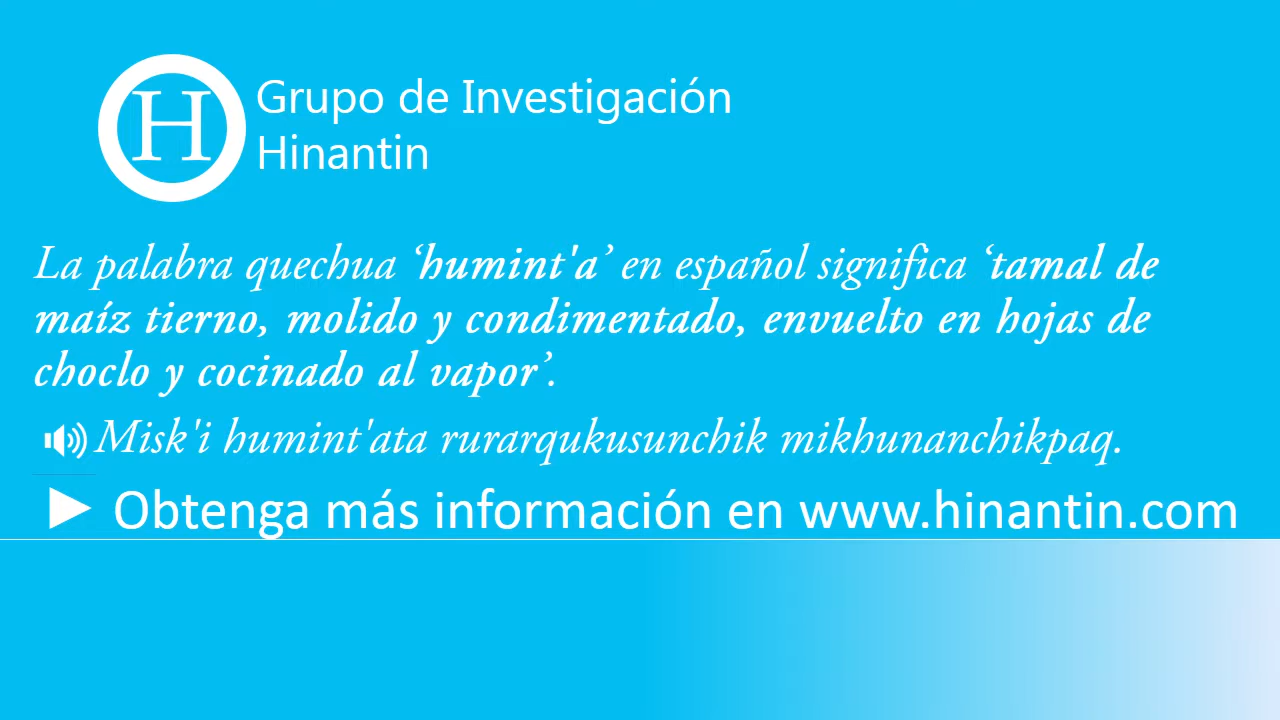 H
Grupo de Investigación
Hinantin
La palabra quechua ‘humint'a’ en español significa ‘tamal de
maíz tierno, molido y condimentado, envuelto en hojas de
choclo y cocinado al vapor’.
Misk'i humint'ata rurarqukusunchik mikhunanchikpaq.
Obtenga más información en www.hinantin.com